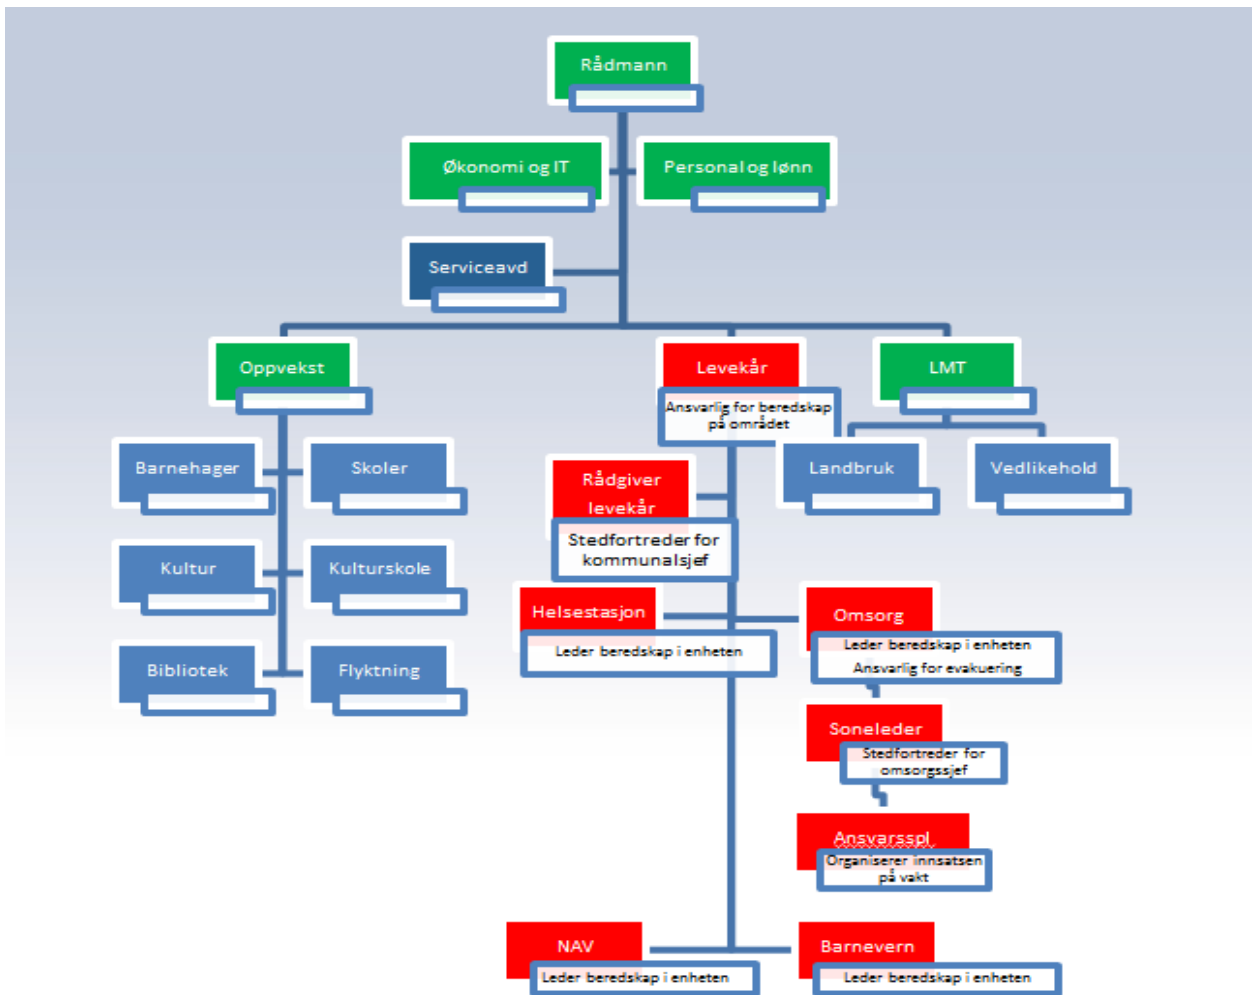 Rådmann
Økonomi og IT
Personal og lønn
Serviceavd
Oppvekst
Levekår
Ansvarlig for beredskap
på området
LMT
Barnehager
Skoler
Rådgiver
levekår
Stedfortreder for
kommunalsjef
Landbruk
Vedlikehold
Kultur
Kulturskole
Helsestasjon
Leder beredskap i enheten
Omsorg
Leder beredskap i enheten
Ansvarlig for evakuering
Bibliotek
Flyktning
Soneleder
Stedfortreder for
omsorgssjef
Ansvarsspl.
Organiserer innsatsen
på vakt
NAV
Leder beredskap i enheten
Barnevern
Leder beredskap i enheten